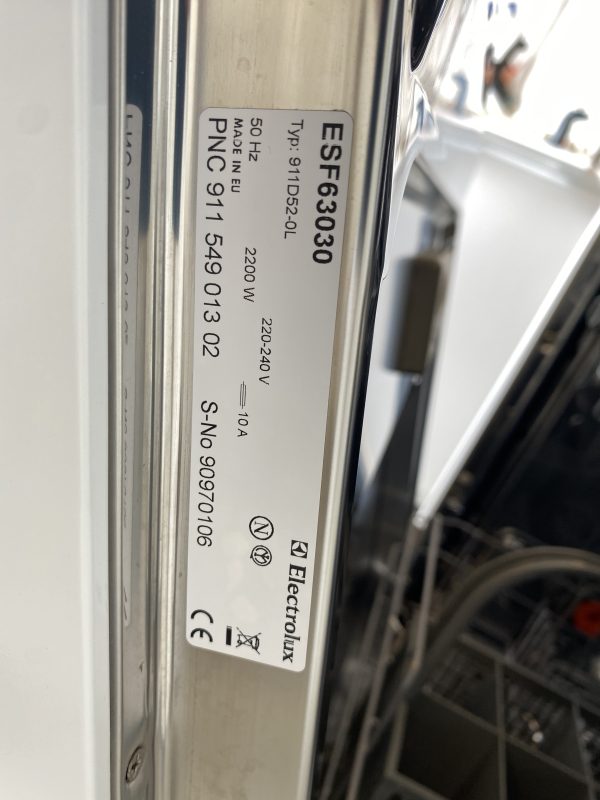 ESF63030
Typ: 911D52-0L
220-240 V 10 A
50 Hz 2200 W
MADE IN EU
PNC 911 549 013 02 S-No 90970106
N
Electrolux
CE